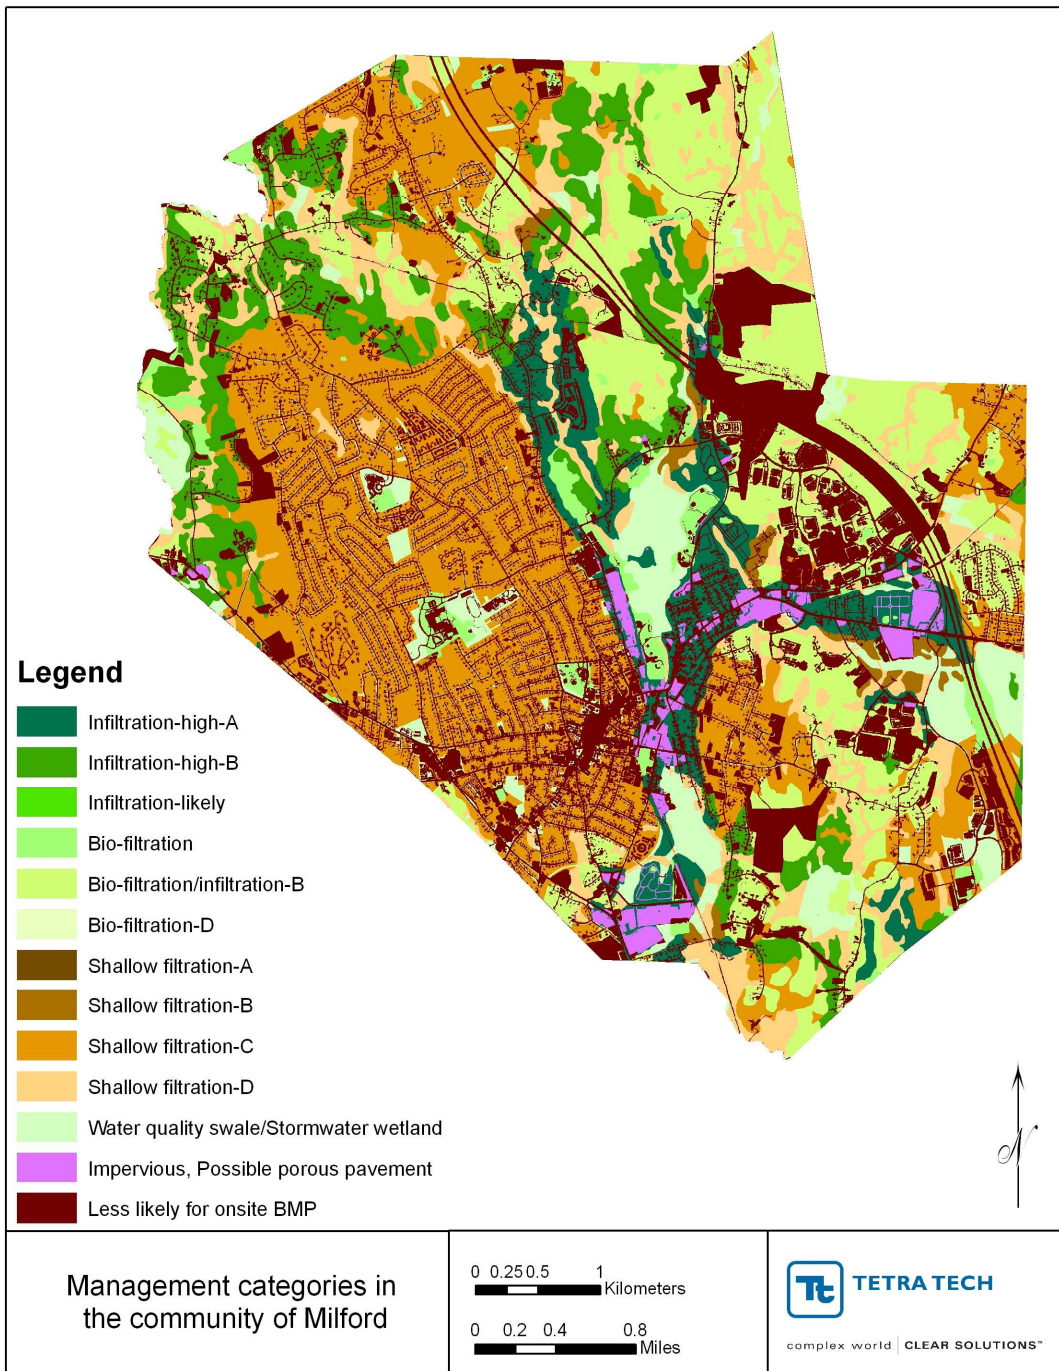 Legend
Infiltration-high-A
Infiltration-high-B
Infiltration-likely
Bio-filtration
Bio-filtration/infiltration-B
Bio-filtration-D
Shallow filtration-A
Shallow filtration-B
Shallow filtration-C
Shallow filtration-D
Water quality swale/Stormwater wetland
Impervious, Possible porous pavement
Less likely for onsite BMP
N
Management categories in
the community of Milford
0 0.25 0.5 1
Kilometers
0 0.2 0.4 0.8
Miles
Tt TETRA TECH
complex world | CLEAR SOLUTIONS™